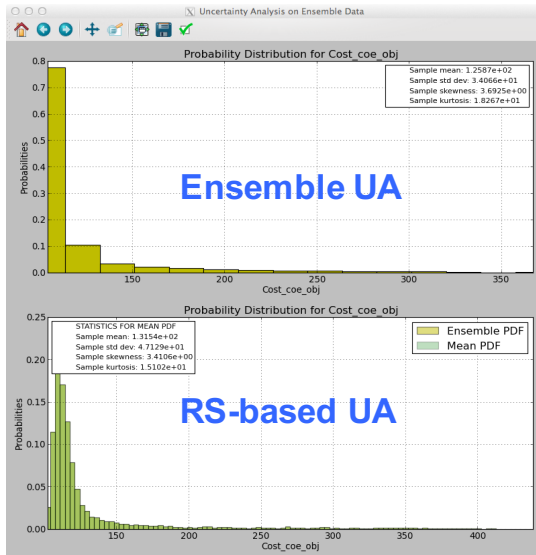 Uncertainty Analysis on Ensemble Data
Probability Distribution for Cost_coe_obj
Sample mean: 1.2587e+02
Sample std dev: 3.4066e+01
Sample skewness: 3.6925e+00
Sample kurtosis: 1.8267e+01
Ensemble UA
Probabilities
0.8
0.7
0.6
0.5
0.4
0.3
0.2
0.1
0.0
150 200 250 300 350
Cost_coe_obj
Probability Distribution for Cost_coe_obj
STATISTICS FOR MEAN PDF
Sample mean: 1.3154e+02
Sample std dev: 4.7129e+01
Sample skewness: 3.4106e+00
Sample kurtosis: 1.5102e+01
Ensemble PDF
Mean PDF
RS-based UA
Probabilities
0.25
0.20
0.15
0.10
0.05
0.00
150 200 250 300 350 400
Cost_coe_obj